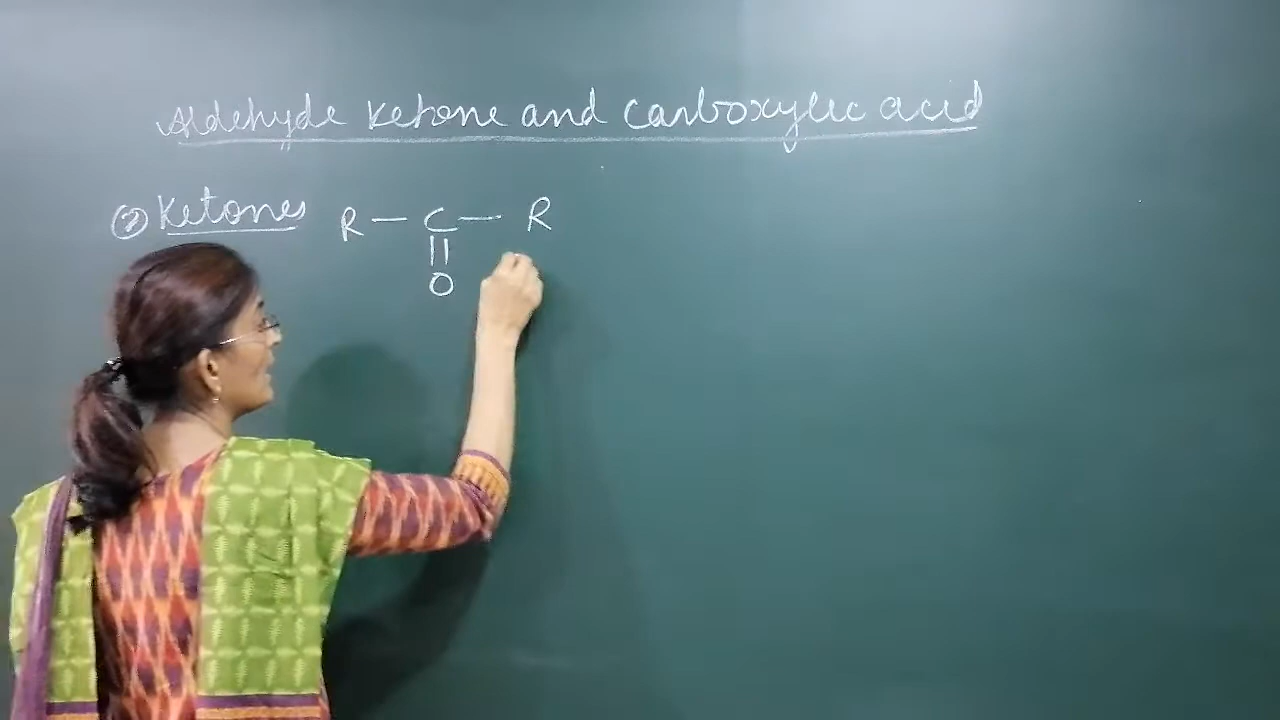 Aldehyde Ketone and Carboxylic acid
② Ketones R — C — R
||
O